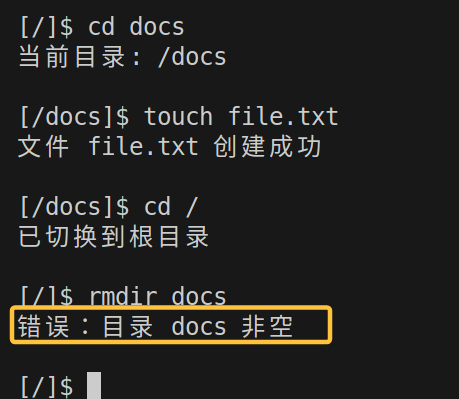 [/]$ cd docs
当前目录: /docs
[/docs]$ touch file.txt
文件 file.txt 创建成功
[/docs]$ cd /
已切换到根目录
[/]$ rmdir docs
错误：目录 docs 非空
[/]$